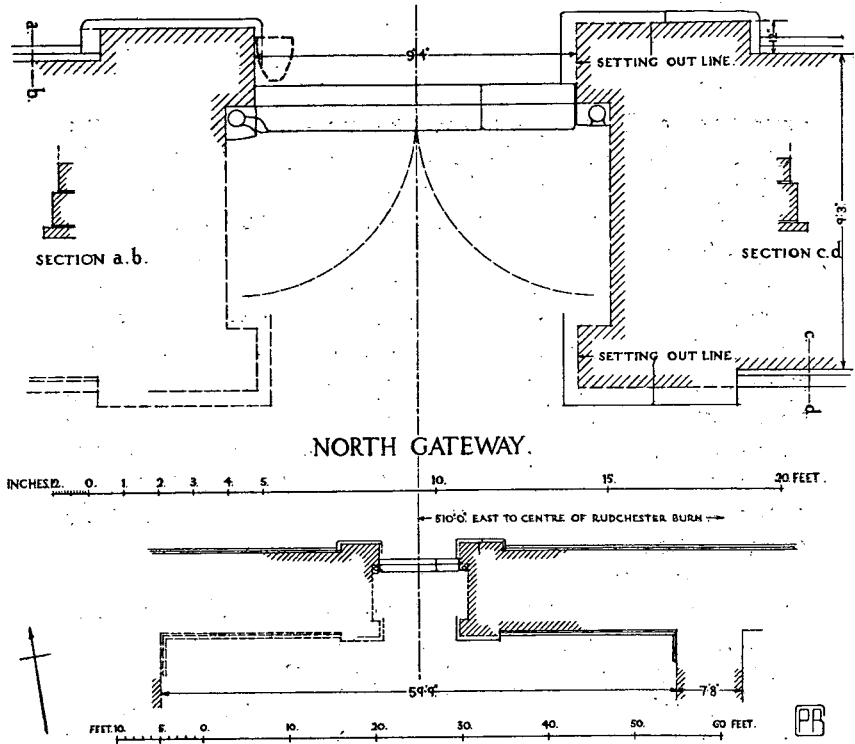 a.
b.
9'·4"
SETTING OUT LINE.
9'·3"
SECTION a.b.
SECTION c.d
SETTING OUT LINE
c.
d
NORTH GATEWAY.
INCHES 12. 0. 1. 2. 3. 4. 5. 10. 15. 20 FEET.
510'·0". EAST TO CENTRE OF RUDCHESTER BURN
59'·9"
7'·8"
FEET 10. 5. 0. 10. 20. 30. 40. 50. 60 FEET.
PB